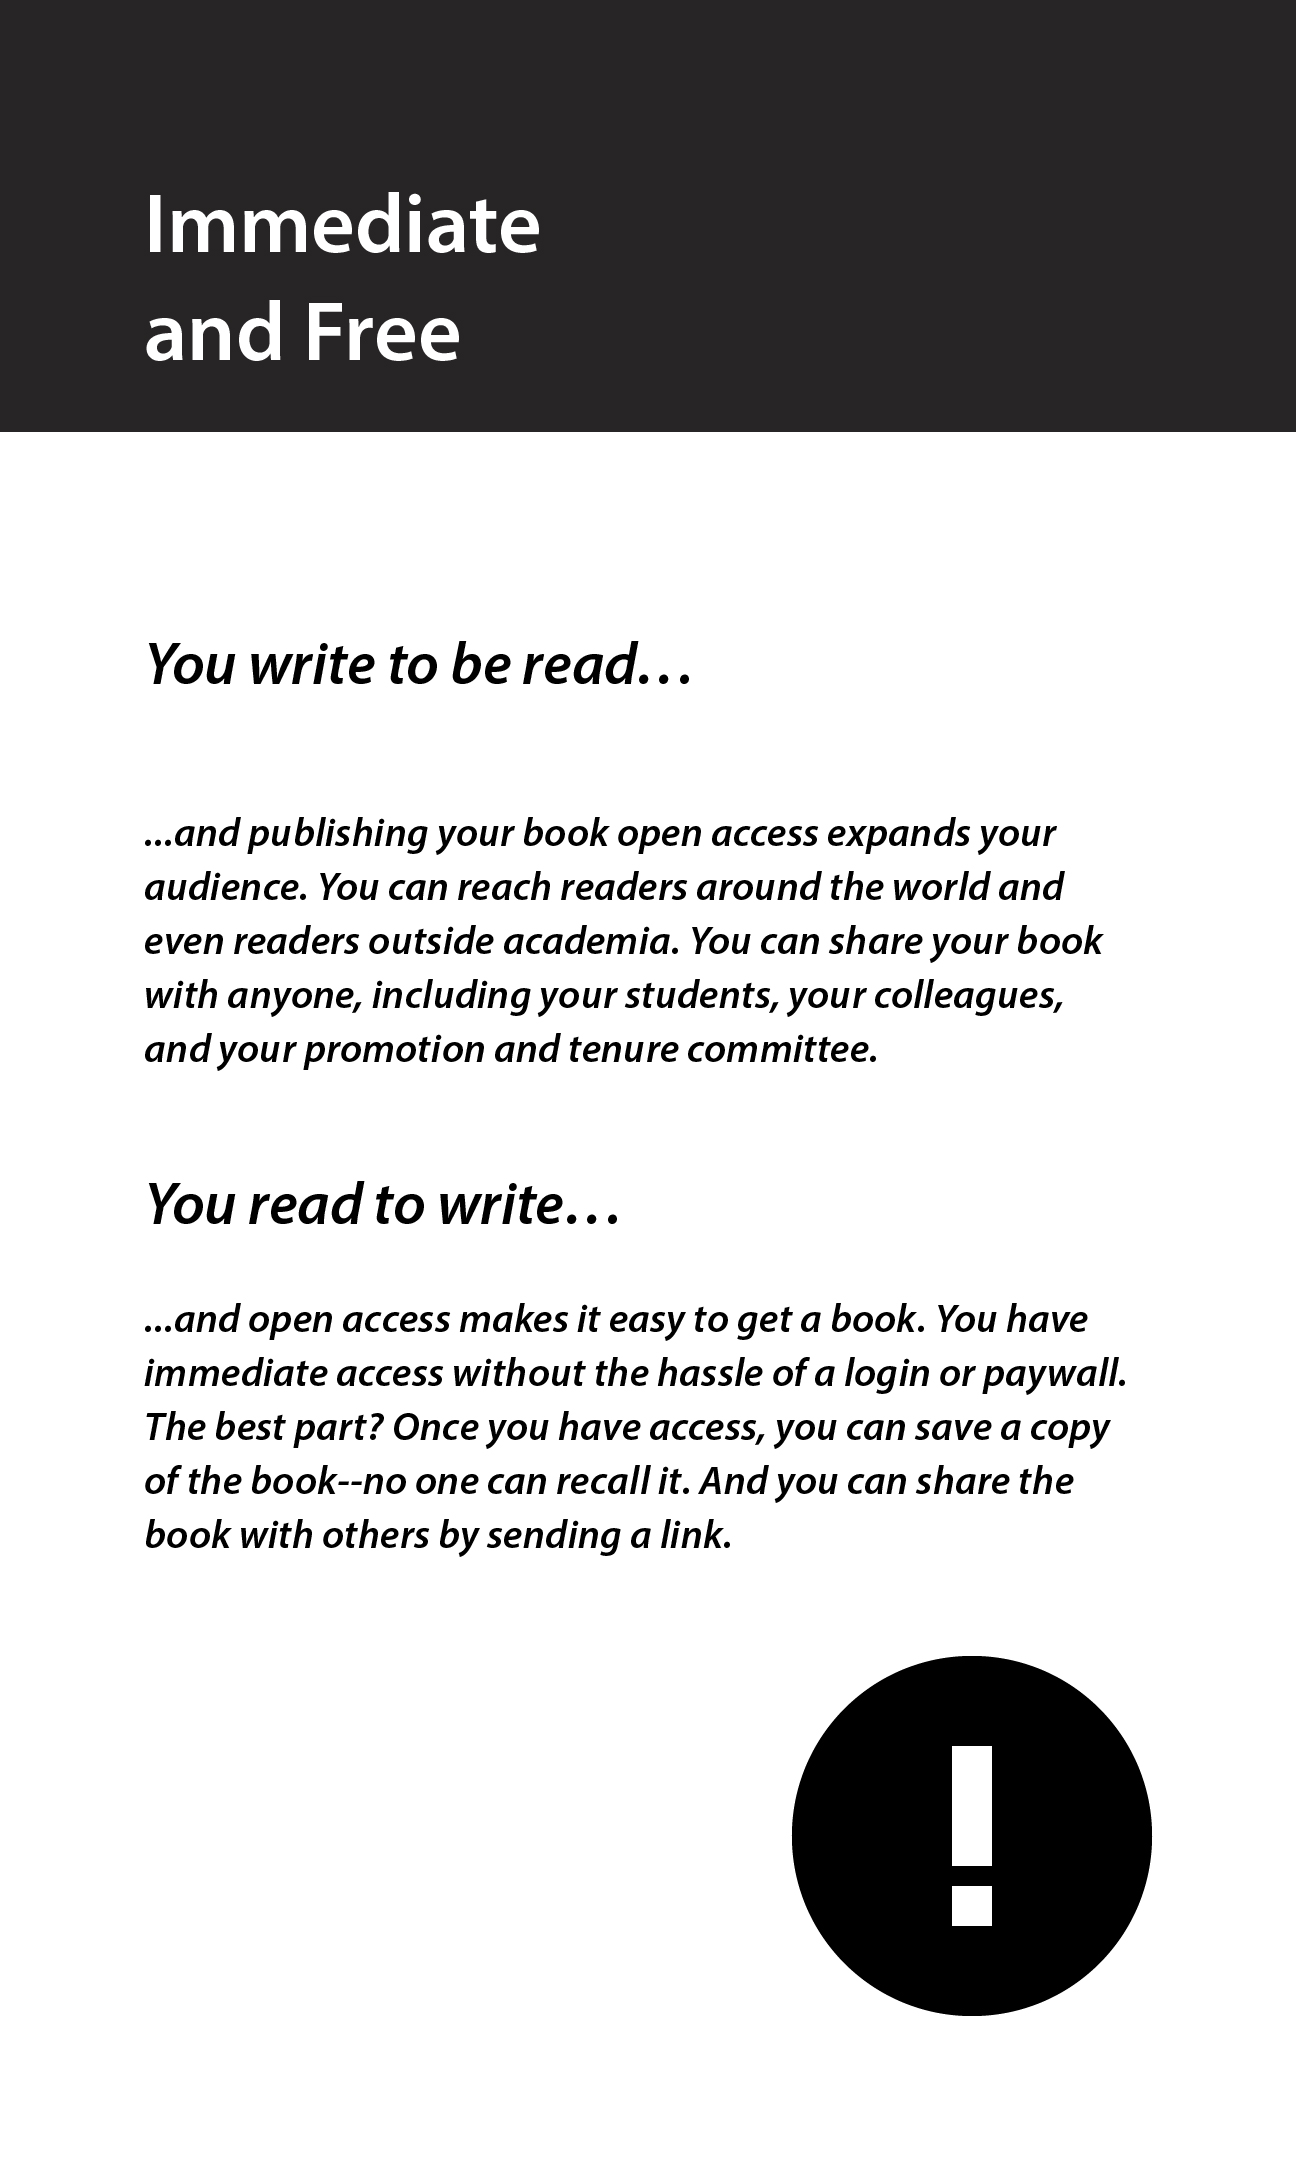 Immediate
and Free
You write to be read…
...and publishing your book open access expands your
audience. You can reach readers around the world and
even readers outside academia. You can share your book
with anyone, including your students, your colleagues,
and your promotion and tenure committee.
You read to write…
...and open access makes it easy to get a book. You have
immediate access without the hassle of a login or paywall.
The best part? Once you have access, you can save a copy
of the book--no one can recall it. And you can share the
book with others by sending a link.
!